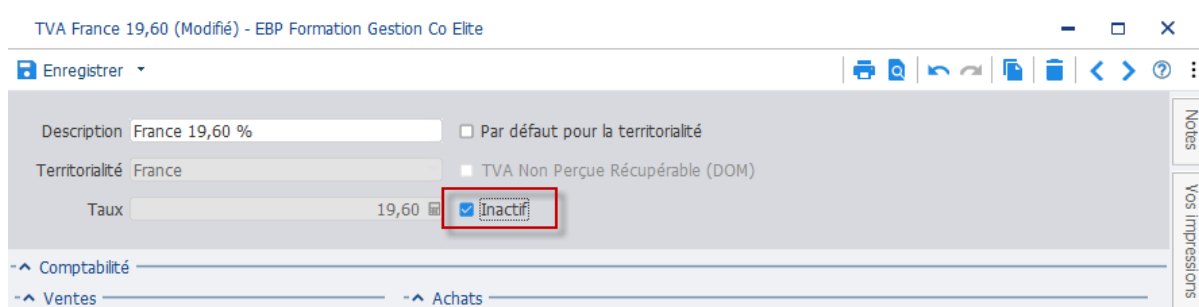 TVA France 19,60 (Modifié) - EBP Formation Gestion Co Elite
Enregistrer
Description France 19,60 % Par défaut pour la territorialité
Territorialité France TVA Non Perçue Récupérable (DOM)
Taux 19,60 Inactif
Comptabilité
Ventes Achats
Notes
Vos impressions